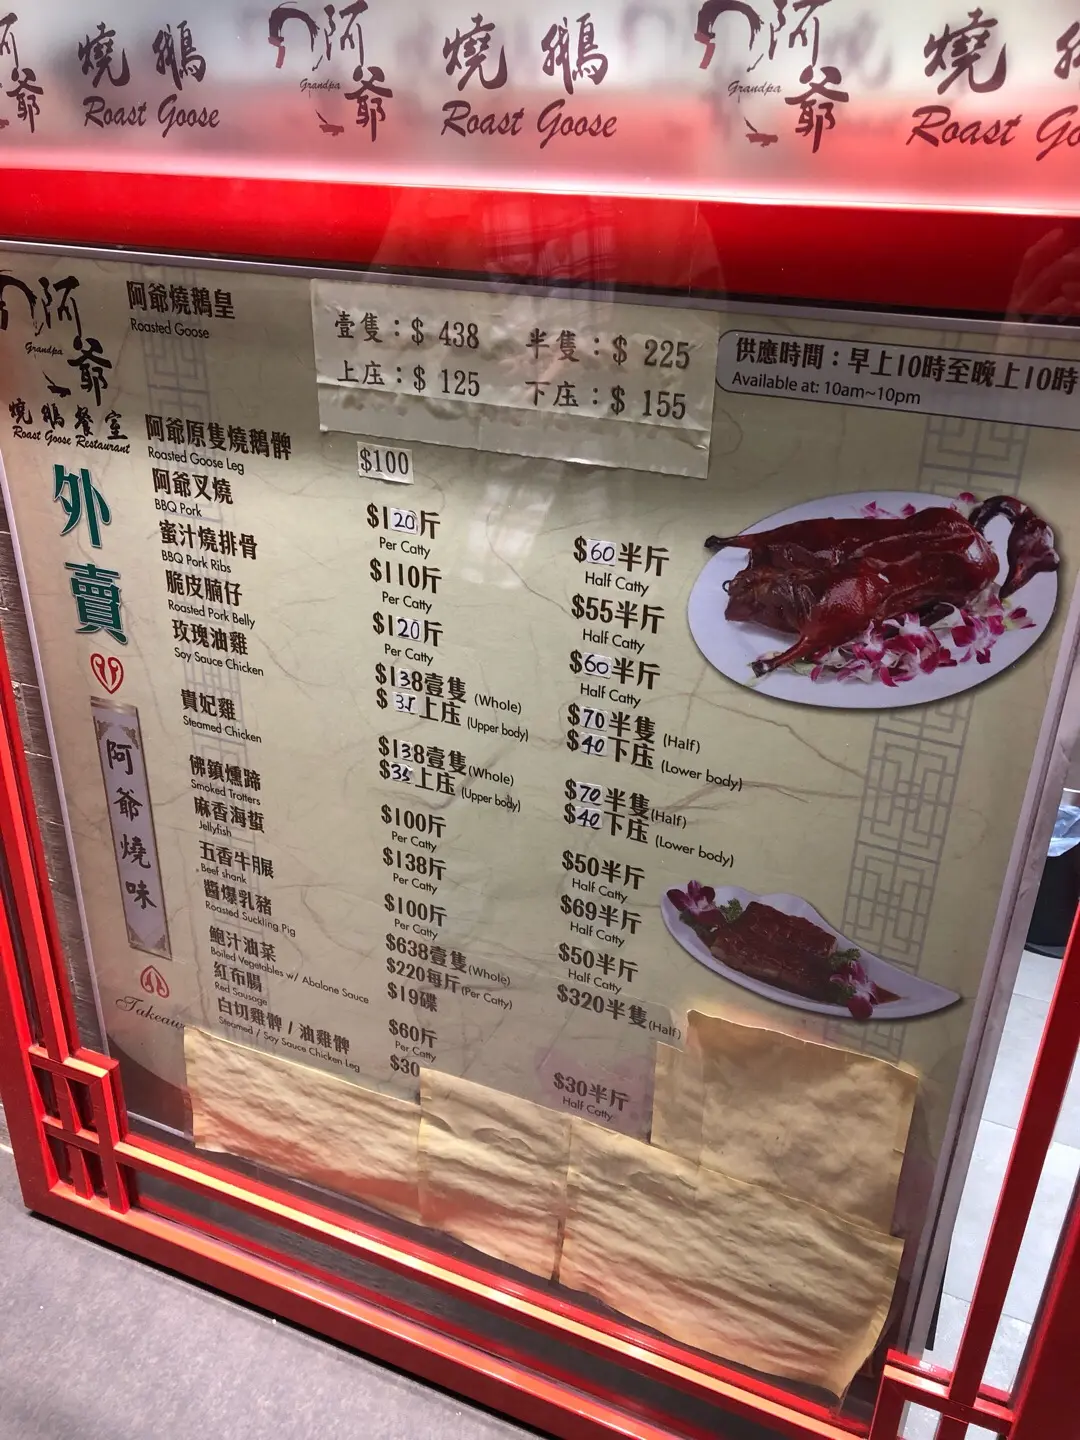 燒鵝
Roast Goose
阿爺
Grandpa
燒鵝
Roast Goose
阿爺
Grandpa
燒
Roast Go
阿爺
Grandpa
燒鵝餐室
Roast Goose Restaurant
外賣
阿爺燒味
Takeaw
供應時間：早上10時至晚上10時
Available at: 10am~10pm
阿爺燒鵝皇
Roasted Goose
壹隻：$ 438 半隻：$ 225
上庄：$ 125 下庄：$ 155
阿爺原隻燒鵝髀 $100
Roasted Goose Leg
阿爺叉燒 $120斤 $60半斤
BBQ Pork Per Catty Half Catty
蜜汁燒排骨 $110斤 $55半斤
BBQ Pork Ribs Per Catty Half Catty
脆皮腩仔 $120斤 $60半斤
Roasted Pork Belly Per Catty Half Catty
玫瑰油雞 $138壹隻 (Whole) $70半隻 (Half)
Soy Sauce Chicken $ 35上庄 (Upper body) $40下庄 (Lower body)
貴妃雞 $138壹隻(Whole) $70半隻(Half)
Steamed Chicken $35上庄 (Upper body) $40下庄 (Lower body)
佛鎮燻蹄 $100斤 $50半斤
Smoked Trotters Per Catty Half Catty
麻香海蜇 $138斤 $69半斤
Jellyfish Per Catty Half Catty
五香牛𦟌 $100斤 $50半斤
Beef shank Per Catty Half Catty
醬爆乳豬 $638壹隻(Whole) $320半隻(Half)
Roasted Suckling Pig $220每斤(Per Catty)
鮑汁油菜 $19碟
Boiled Vegetables w/ Abalone Sauce
紅布腸 $60斤 $30半斤
Red Sausage Per Catty Half Catty
白切雞髀 / 油雞髀 $30
Steamed / Soy Sauce Chicken Leg